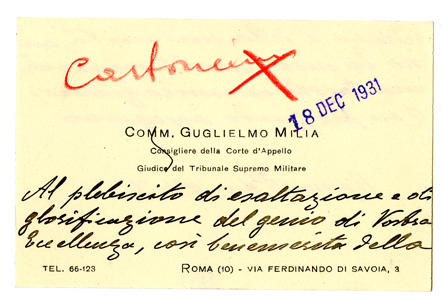 Cartoncino
18 DEC 1931
COMM. GUGLIELMO MILIA
Consigliere della Corte d'Appello
Giudice del Tribunale Supremo Militare
Al plebiscito di esaltazione e di
glorificazione del genio di Vostra
Eccellenza, così benemerita della
TEL. 66-123
ROMA (10) - VIA FERDINANDO DI SAVOIA, 3